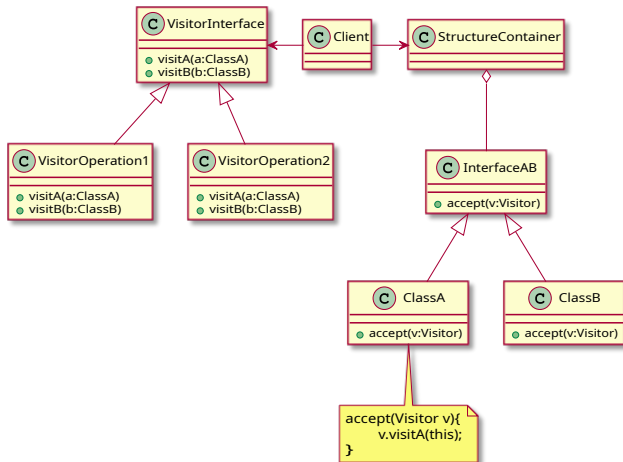 C VisitorInterface
visitA(a:ClassA)
visitB(b:ClassB)
C Client
C StructureContainer
C VisitorOperation1
visitA(a:ClassA)
visitB(b:ClassB)
C VisitorOperation2
visitA(a:ClassA)
visitB(b:ClassB)
C InterfaceAB
accept(v:Visitor)
C ClassA
accept(v:Visitor)
C ClassB
accept(v:Visitor)
accept(Visitor v){
v.visitA(this);
}